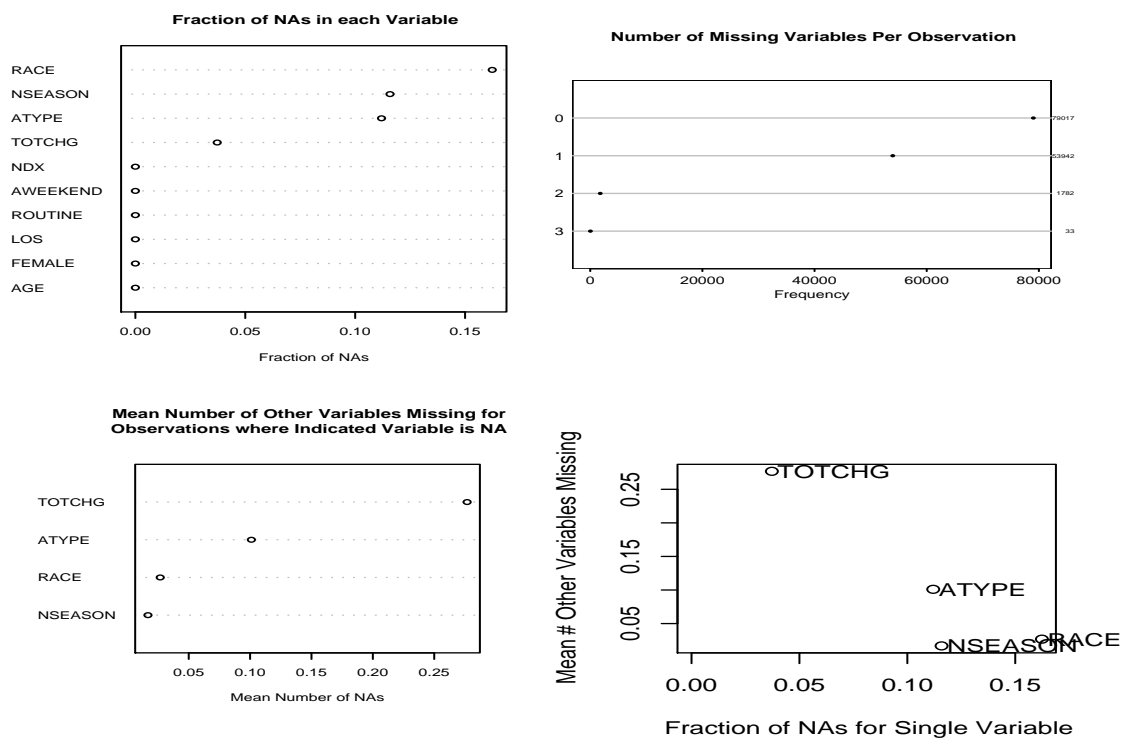 Fraction of NAs in each Variable
RACE
NSEASON
ATYPE
TOTCHG
NDX
AWEEKEND
ROUTINE
LOS
FEMALE
AGE
0.00 0.05 0.10 0.15
Fraction of NAs
Number of Missing Variables Per Observation
0 79017
1 53942
2 1782
3 33
0 20000 40000 60000 80000
Frequency
Mean Number of Other Variables Missing for
Observations where Indicated Variable is NA
TOTCHG
ATYPE
RACE
NSEASON
0.05 0.10 0.15 0.20 0.25
Mean Number of NAs
Mean # Other Variables Missing
0.25
0.15
0.05
TOTCHG
ATYPE
RACE
NSEASON
0.00 0.05 0.10 0.15
Fraction of NAs for Single Variable